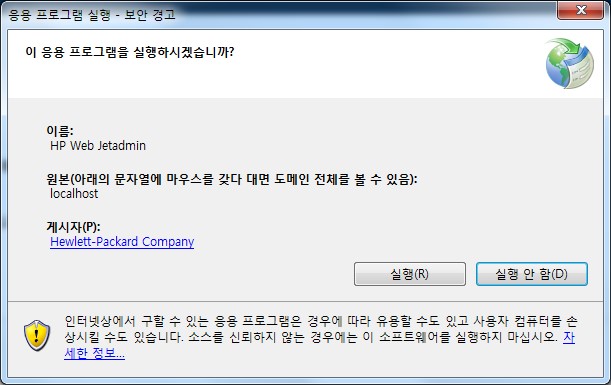 응용 프로그램 실행 - 보안 경고
이 응용 프로그램을 실행하시겠습니까?
이름:
HP Web Jetadmin
원본(아래의 문자열에 마우스를 갖다 대면 도메인 전체를 볼 수 있음):
localhost
게시자(P):
Hewlett-Packard Company
실행(R)
실행 안 함(D)
인터넷상에서 구할 수 있는 응용 프로그램은 경우에 따라 유용할 수도 있고 사용자 컴퓨터를 손
상시킬 수도 있습니다. 소스를 신뢰하지 않는 경우에는 이 소프트웨어를 실행하지 마십시오. 자
세한 정보...